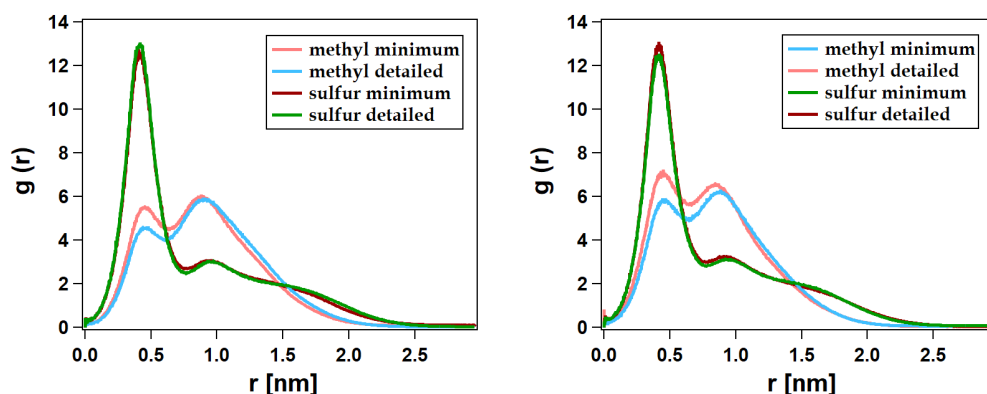 14
12
10
8
6
4
2
0
g (r)
methyl minimum
methyl detailed
sulfur minimum
sulfur detailed
0.0 0.5 1.0 1.5 2.0 2.5
r [nm]
14
12
10
8
6
4
2
0
g (r)
methyl minimum
methyl detailed
sulfur minimum
sulfur detailed
0.0 0.5 1.0 1.5 2.0 2.5
r [nm]